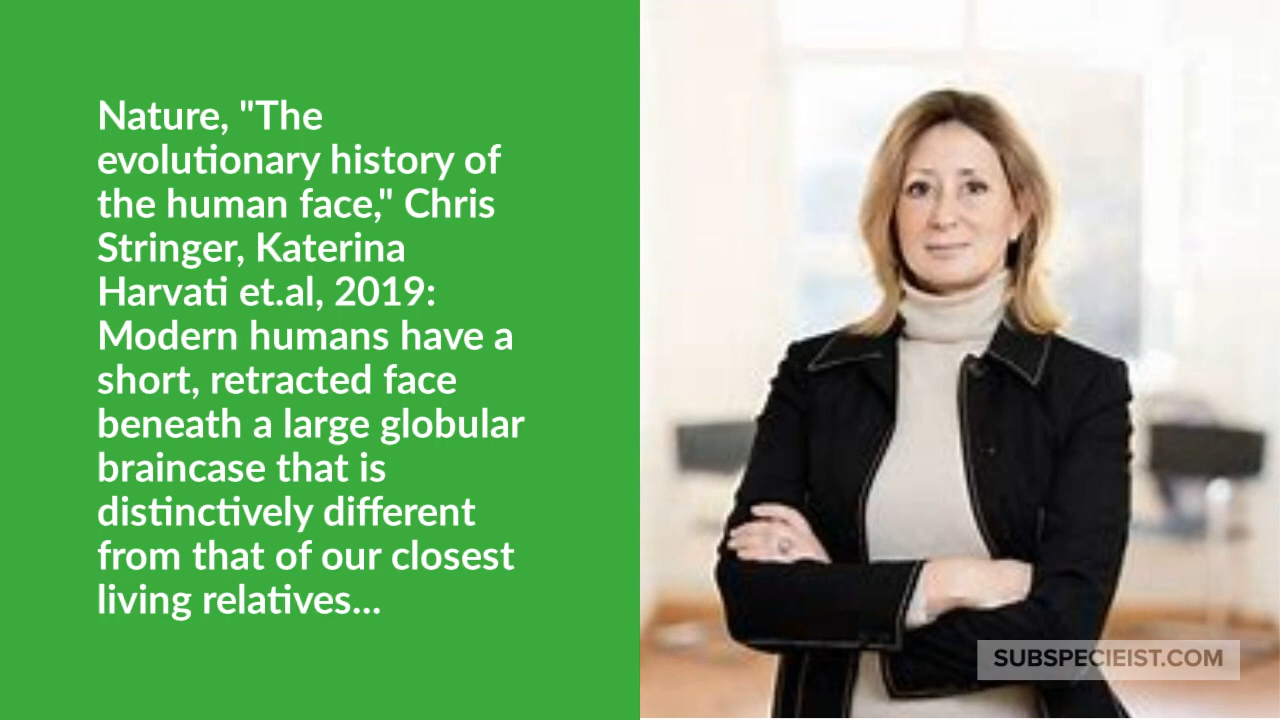 Nature, "The
evolutionary history of
the human face," Chris
Stringer, Katerina
Harvati et.al, 2019:
Modern humans have a
short, retracted face
beneath a large globular
braincase that is
distinctively different
from that of our closest
living relatives...
SUBSPECIEIST.COM